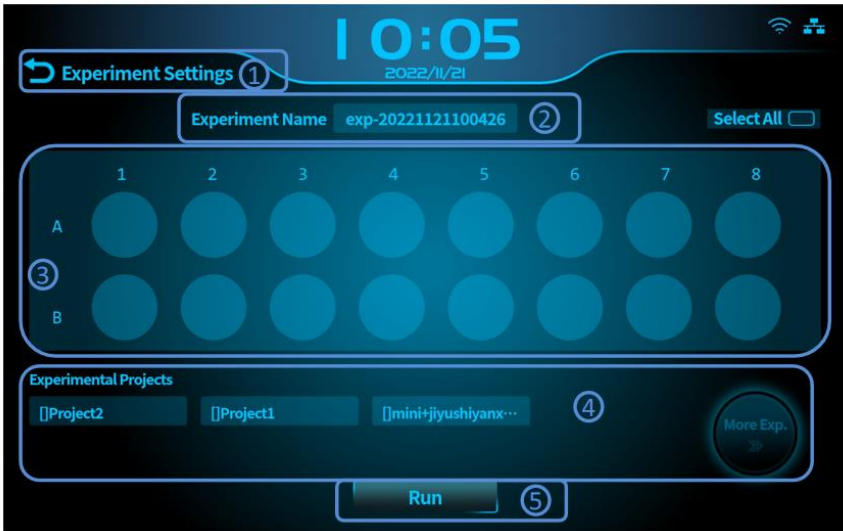 10:05
2022/11/21
Experiment Settings ①
Experiment Name exp-20221121100426 ②
Select All
1 2 3 4 5 6 7 8
A
③
B
Experimental Projects
[]Project2 []Project1 []mini+jiyushiyanx··· ④
More Exp.
Run ⑤